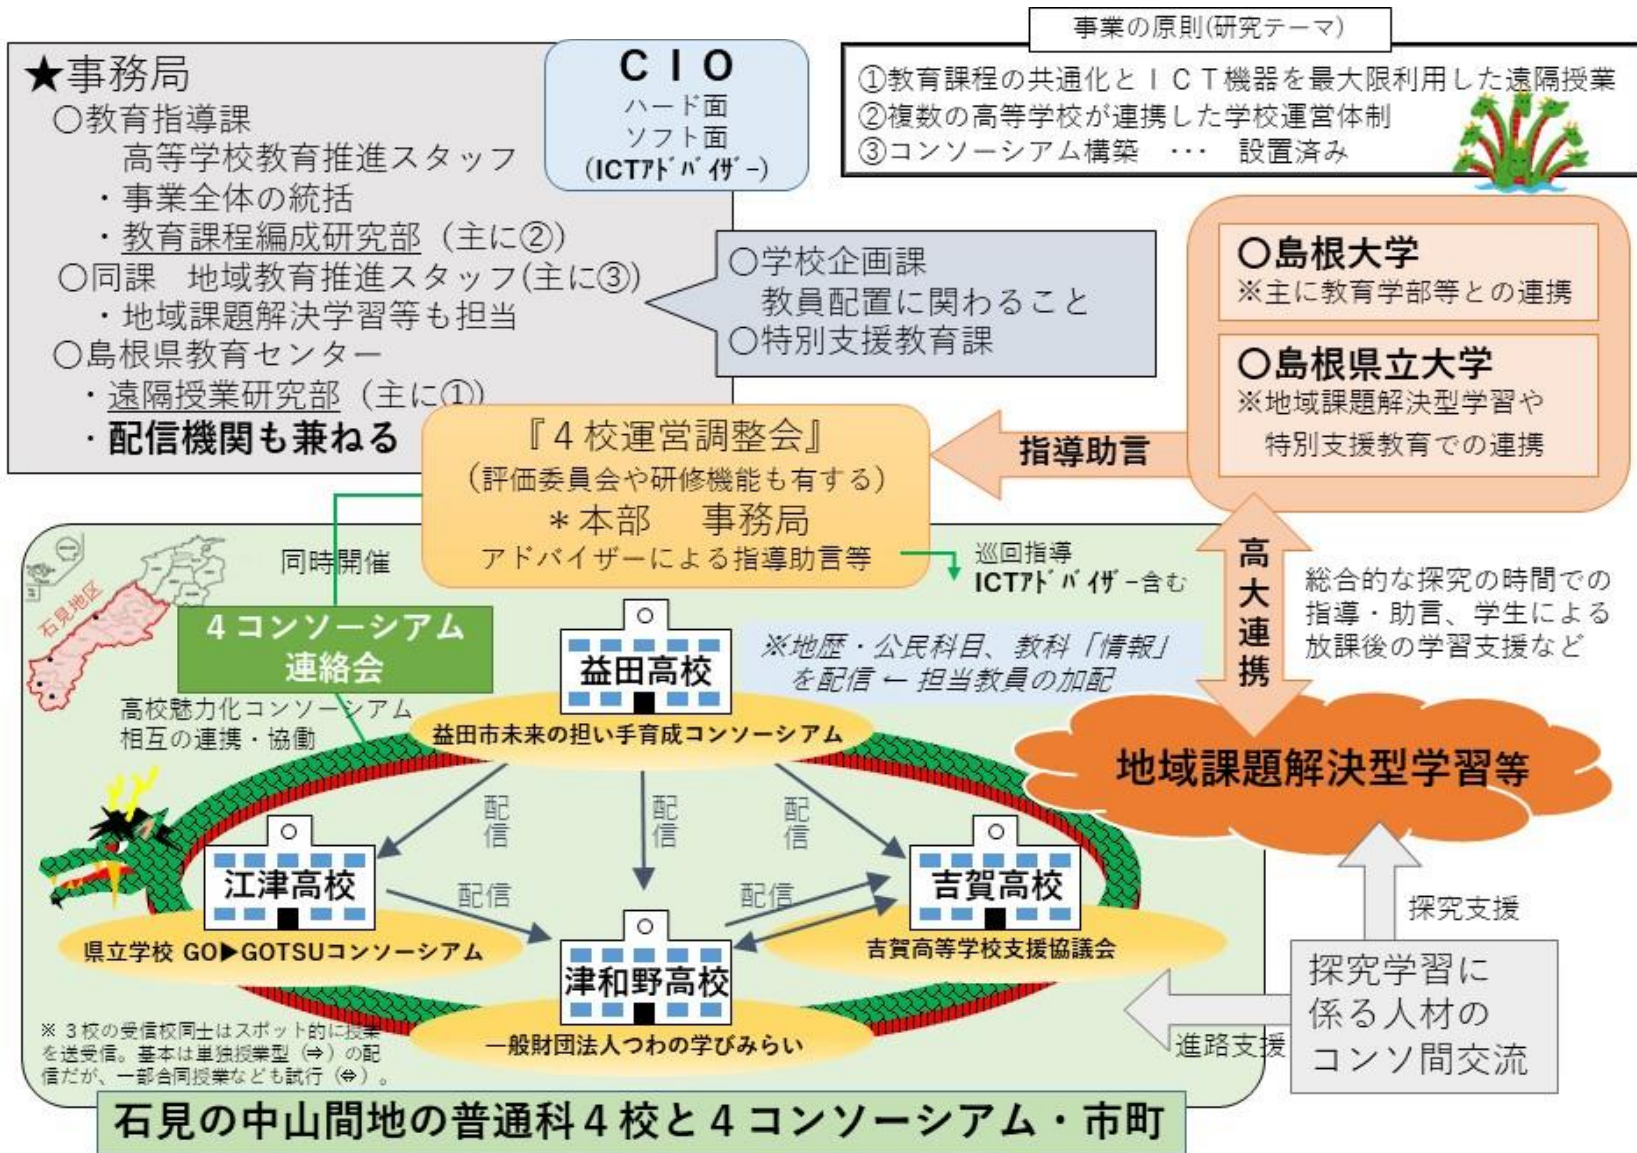 事業の原則(研究テーマ)
①教育課程の共通化とＩＣＴ機器を最大限利用した遠隔授業
②複数の高等学校が連携した学校運営体制
③コンソーシアム構築　･･･　設置済み
★事務局
○教育指導課
高等学校教育推進スタッフ
・事業全体の統括
・教育課程編成研究部（主に②）
○同課　地域教育推進スタッフ(主に③)
・地域課題解決学習等も担当
○島根県教育センター
・遠隔授業研究部（主に①）
・配信機関も兼ねる
ＣＩＯ
ハード面
ソフト面
(ICTｱﾄﾞﾊﾞｲｻﾞｰ)
○学校企画課
教員配置に関わること
○特別支援教育課
○島根大学
※主に教育学部等との連携
○島根県立大学
※地域課題解決型学習や
特別支援教育での連携
指導助言
『４校運営調整会』
（評価委員会や研修機能も有する）
＊本部　事務局
アドバイザーによる指導助言等
巡回指導
ICTｱﾄﾞﾊﾞｲｻﾞｰ含む
高大連携
総合的な探究の時間での
指導・助言、学生による
放課後の学習支援など
石見地区
同時開催
４コンソーシアム
連絡会
高校魅力化コンソーシアム
相互の連携・協働
益田高校
益田市未来の担い手育成コンソーシアム
※地歴・公民科目、教科「情報」
を配信 ← 担当教員の加配
地域課題解決型学習等
配信
配信
配信
江津高校
県立学校 GO▶GOTSUコンソーシアム
配信
配信
吉賀高校
吉賀高等学校支援協議会
津和野高校
一般財団法人つわの学びみらい
探究支援
進路支援
探究学習に
係る人材の
コンソ間交流
※ ３校の受信校同士はスポット的に授業
を送受信。基本は単独授業型（⇒）の配
信だが、一部合同授業なども試行（⇔）。
石見の中山間地の普通科４校と４コンソーシアム・市町